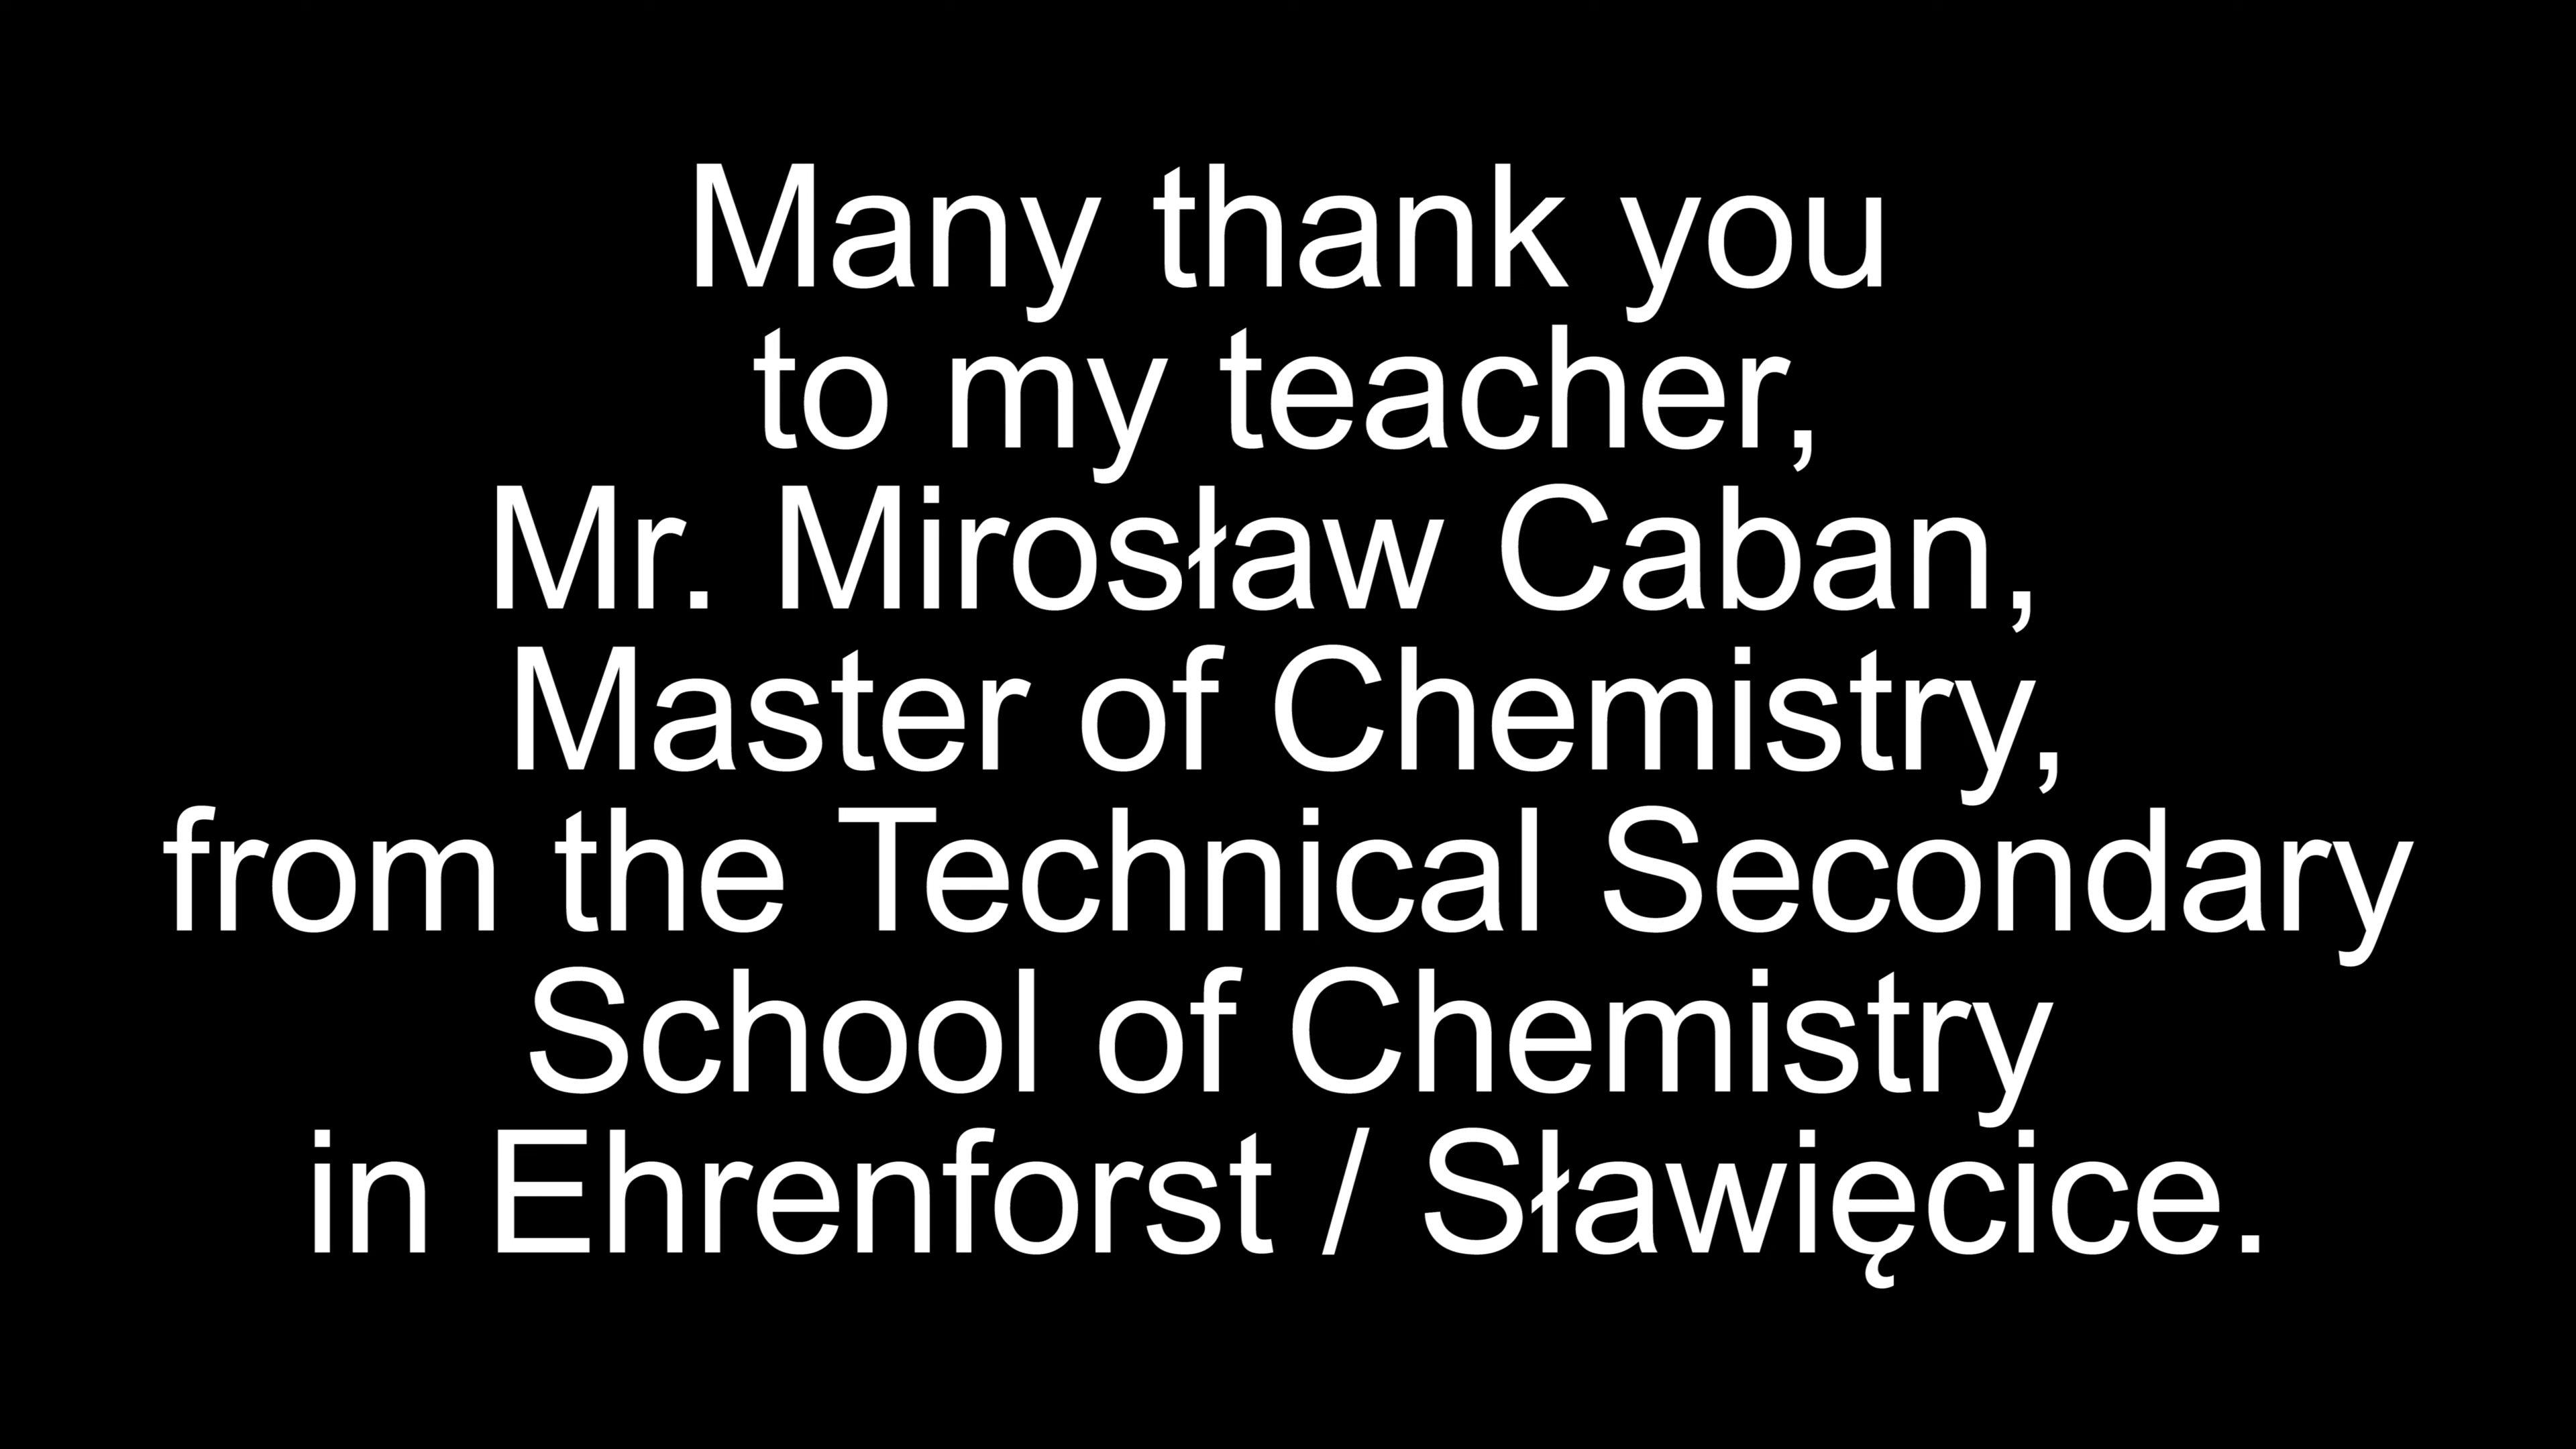 Many thank you
to my teacher,
Mr. Mirosław Caban,
Master of Chemistry,
from the Technical Secondary
School of Chemistry
in Ehrenforst / Sławięcice.